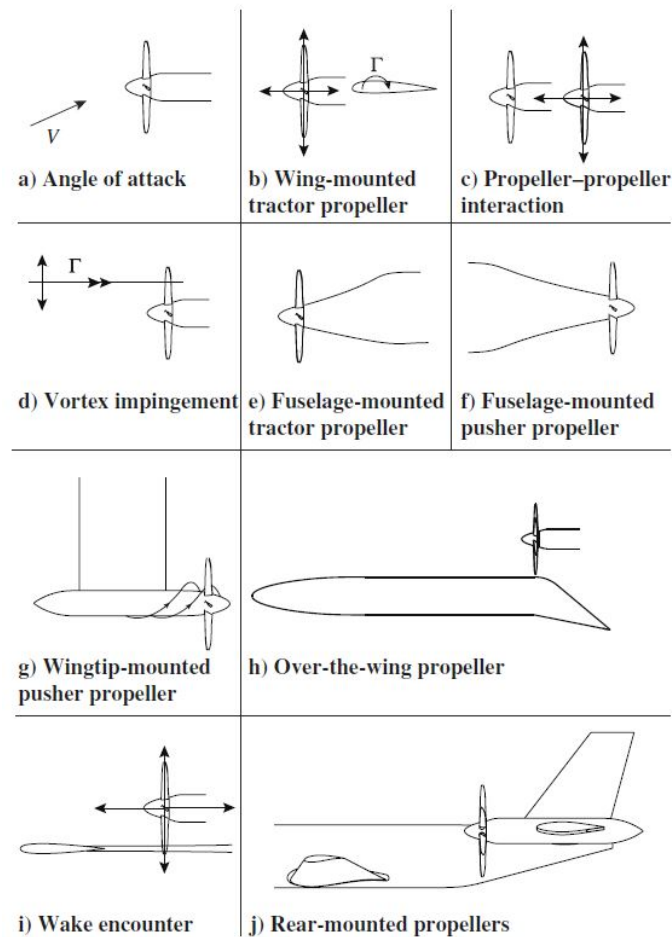 V
a) Angle of attack
Γ
b) Wing-mounted
tractor propeller
c) Propeller–propeller
interaction
Γ
d) Vortex impingement
e) Fuselage-mounted
tractor propeller
f) Fuselage-mounted
pusher propeller
g) Wingtip-mounted
pusher propeller
h) Over-the-wing propeller
i) Wake encounter
j) Rear-mounted propellers